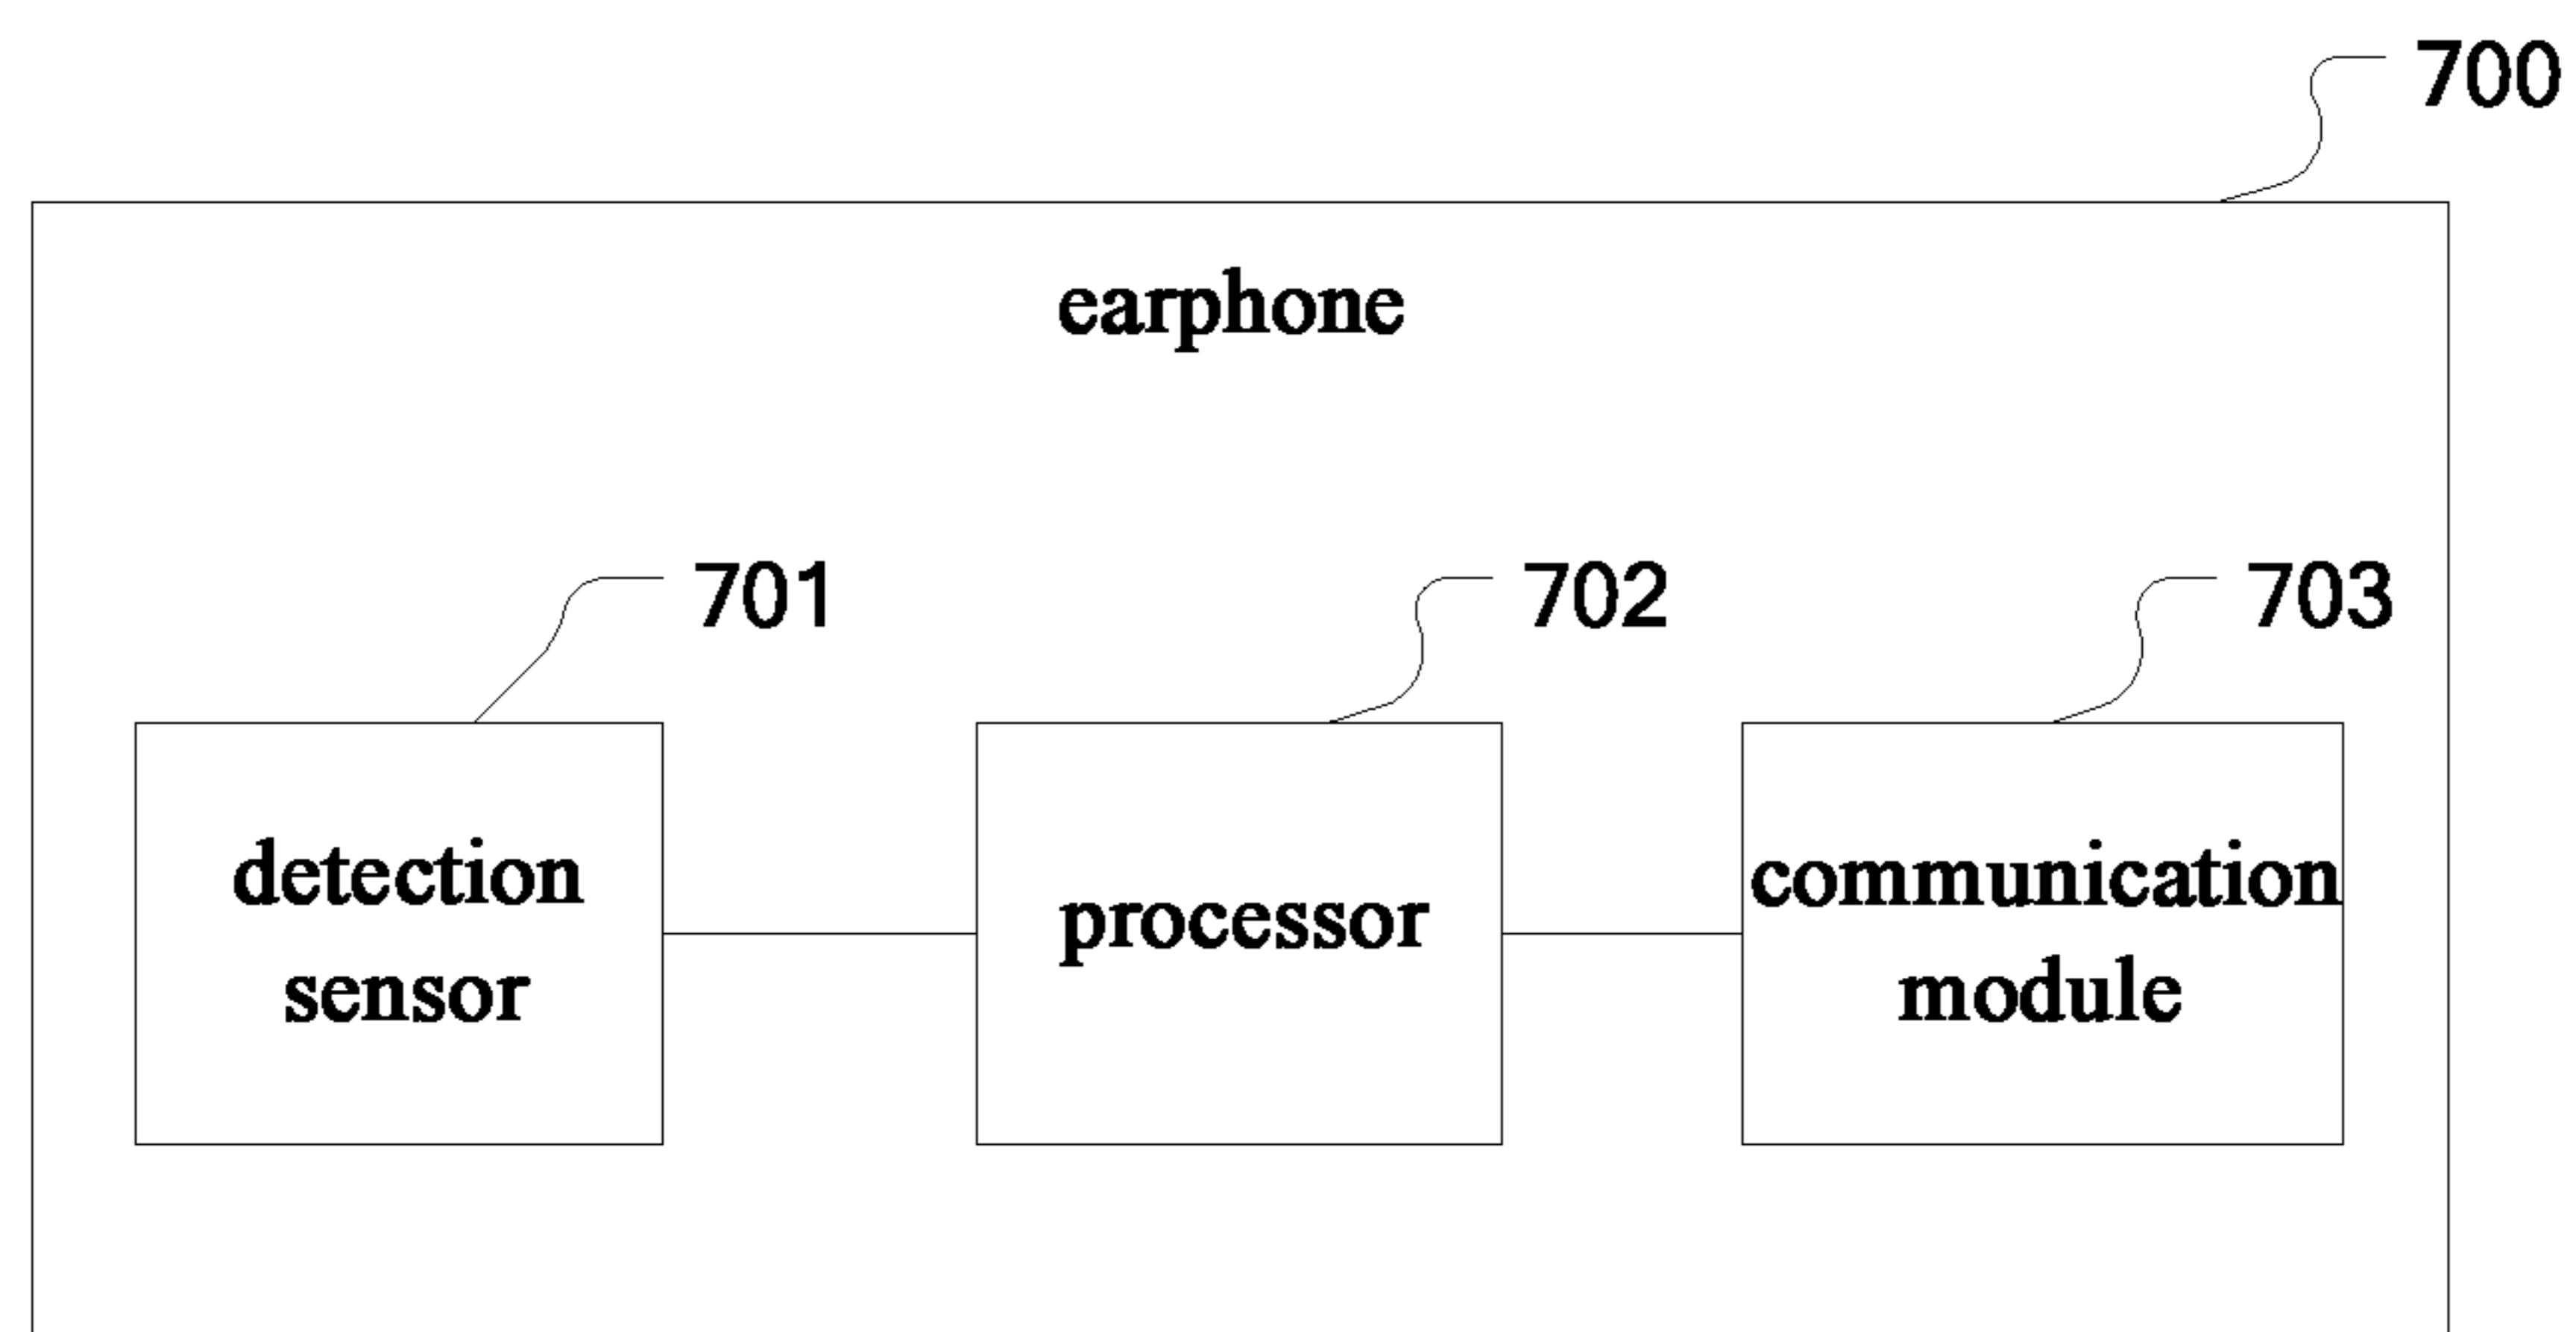 700
earphone
701
702
703
detection
sensor
processor
communication
module